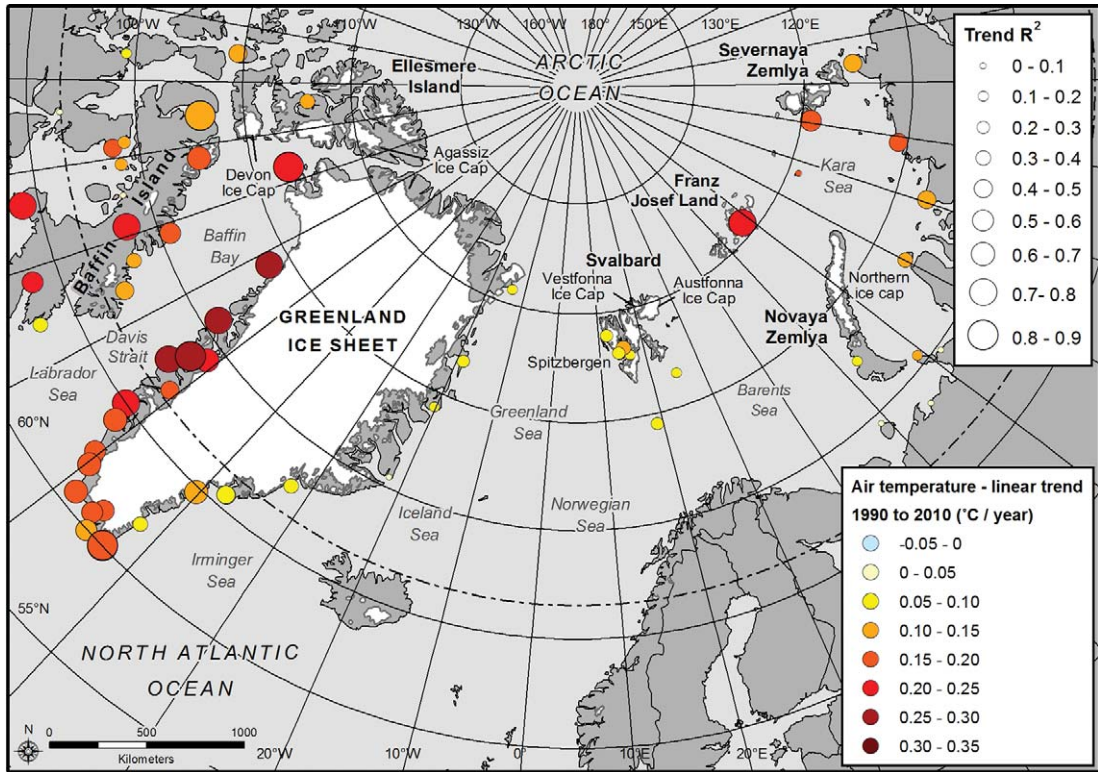 100°W
110°W
130°W
160°W
180°
150°E
130°E
120°E
ARCTIC
OCEAN
Ellesmere
Island
Severnaya
Zemlya
Agassiz
Ice Cap
Devon
Ice Cap
Kara
Sea
Franz
Josef Land
Baffin Island
Baffin
Bay
Svalbard
Vestfonna
Ice Cap
Austfonna
Ice Cap
Northern
ice cap
GREENLAND
ICE SHEET
Novaya
Zemlya
Davis
Strait
Spitzbergen
Labrador
Sea
Barents
Sea
60°N
Greenland
Sea
Norwegian
Sea
Iceland
Sea
Irminger
Sea
55°N
NORTH ATLANTIC
OCEAN
N
0 500 1000
Kilometers
20°W
10°W
0°
10°E
20°E
Trend R²
0 - 0.1
0.1 - 0.2
0.2 - 0.3
0.3 - 0.4
0.4 - 0.5
0.5 - 0.6
0.6 - 0.7
0.7- 0.8
0.8 - 0.9
Air temperature - linear trend
1990 to 2010 (°C / year)
-0.05 - 0
0 - 0.05
0.05 - 0.10
0.10 - 0.15
0.15 - 0.20
0.20 - 0.25
0.25 - 0.30
0.30 - 0.35